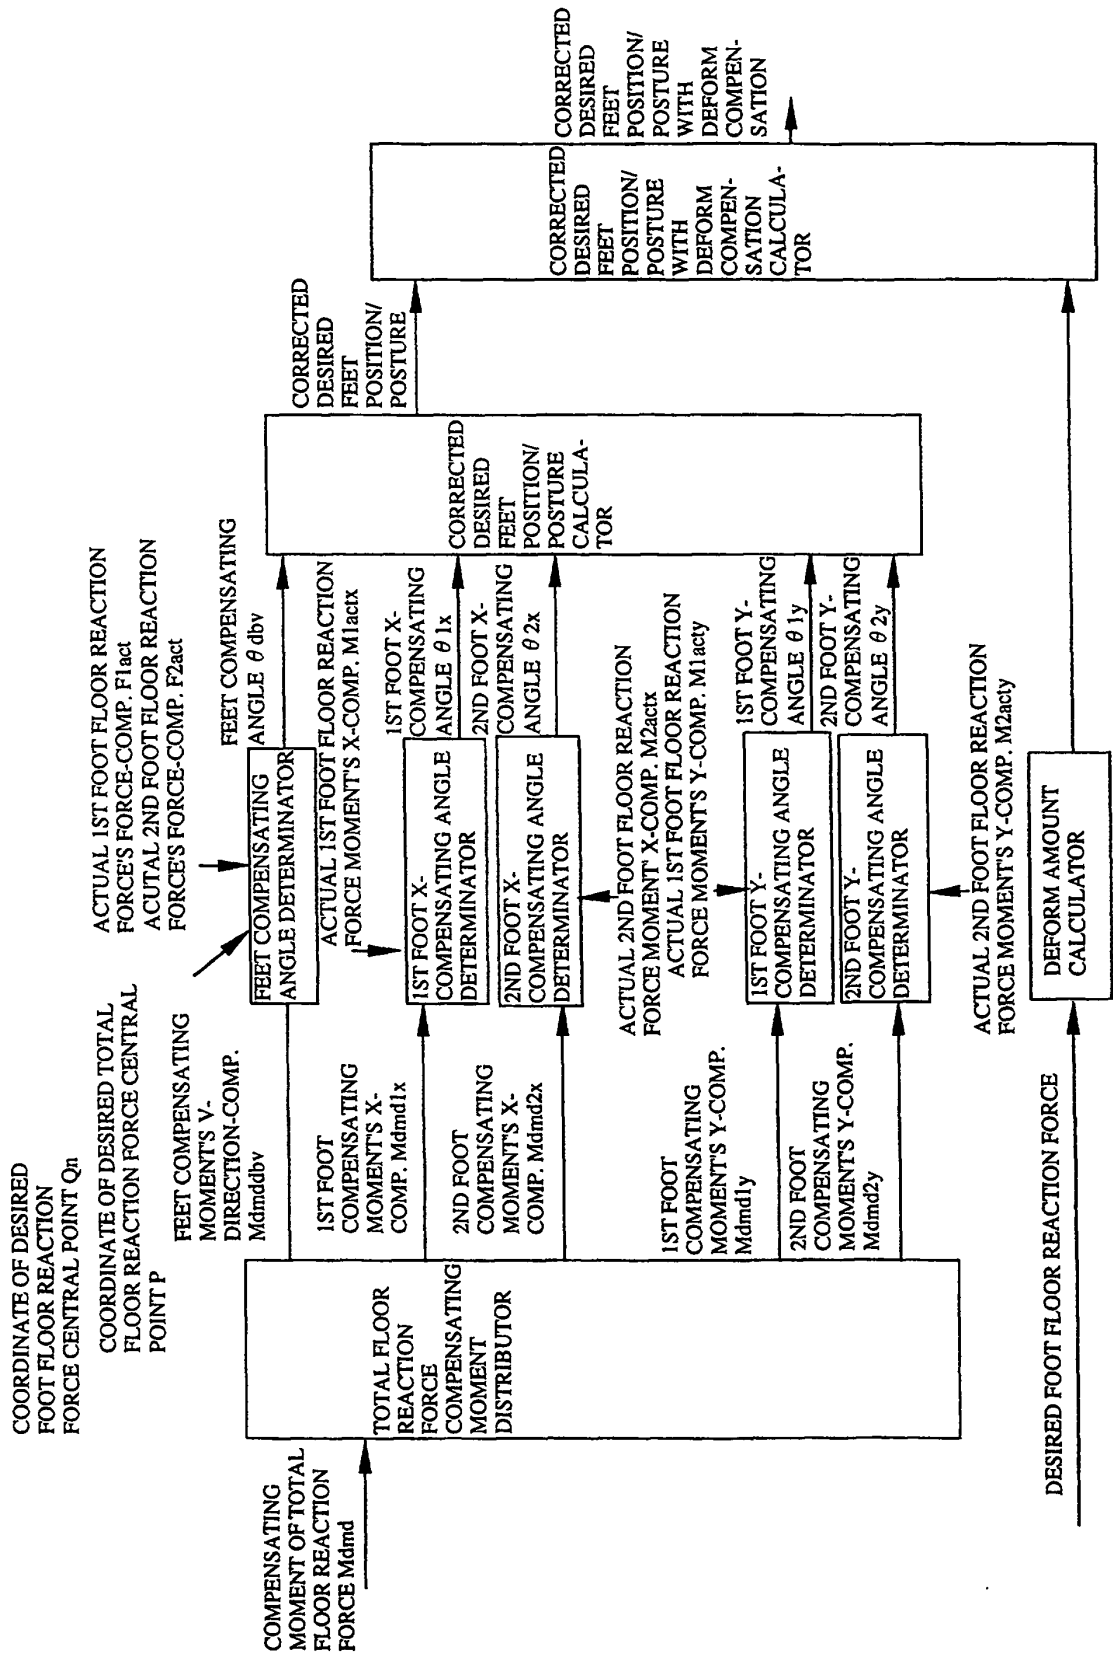 COORDINATE OF DESIRED
FOOT FLOOR REACTION
FORCE CENTRAL POINT Qn
COORDINATE OF DESIRED TOTAL
FLOOR REACTION FORCE CENTRAL
POINT P
ACTUAL 1ST FOOT FLOOR REACTION
FORCE'S FORCE-COMP. F1act
ACUTAL 2ND FOOT FLOOR REACTION
FORCE'S FORCE-COMP. F2act
COMPENSATING
MOMENT OF TOTAL
FLOOR REACTION
FORCE Mdmd
TOTAL FLOOR
REACTION
FORCE
COMPENSATING
MOMENT
DISTRIBUTOR
FEET COMPENSATING
MOMENT'S V-
DIRECTION-COMP.
Mdmddbv
FEET COMPENSATING
ANGLE DETERMINATOR
FEET COMPENSATING
ANGLE θ dbv
ACTUAL 1ST FOOT FLOOR REACTION
FORCE MOMENT'S X-COMP. M1actx
1ST FOOT
COMPENSATING
MOMENT'S X-
COMP. Mdmd1x
1ST FOOT X-
COMPENSATING ANGLE
DETERMINATOR
1ST FOOT X-
COMPENSATING
ANGLE θ 1x
2ND FOOT
COMPENSATING
MOMENT'S X-
COMP. Mdmd2x
2ND FOOT X-
COMPENSATING ANGLE
DETERMINATOR
2ND FOOT X-
COMPENSATING
ANGLE θ 2x
ACTUAL 2ND FOOT FLOOR REACTION
FORCE MOMENT' X-COMP. M2actx
ACTUAL 1ST FOOT FLOOR REACTION
FORCE MOMENT'S Y-COMP. M1acty
1ST FOOT
COMPENSATING
MOMENT'S Y-COMP.
Mdmd1y
1ST FOOT Y-
COMPENSATING ANGLE
DETERMINATOR
1ST FOOT Y-
COMPENSATING
ANGLE θ 1y
2ND FOOT
COMPENSATING
MOMENT'S Y-COMP.
Mdmd2y
2ND FOOT Y-
COMPENSATING ANGLE
DETERMINATOR
2ND FOOT Y-
COMPENSATING
ANGLE θ 2y
ACTUAL 2ND FOOT FLOOR REACTION
FORCE MOMENT'S Y-COMP. M2acty
DESIRED FOOT FLOOR REACTION FORCE
DEFORM AMOUNT
CALCULATOR
CORRECTED
DESIRED
FEET
POSITION/
POSTURE
CALCULA-
TOR
CORRECTED
DESIRED
FEET
POSITION/
POSTURE
CORRECTED
DESIRED
FEET
POSITION/
POSTURE
WITH
DEFORM
COMPEN-
SATION
CALCULA-
TOR
CORRECTED
DESIRED
FEET
POSITION/
POSTURE
WITH
DEFORM
COMPEN-
SATION